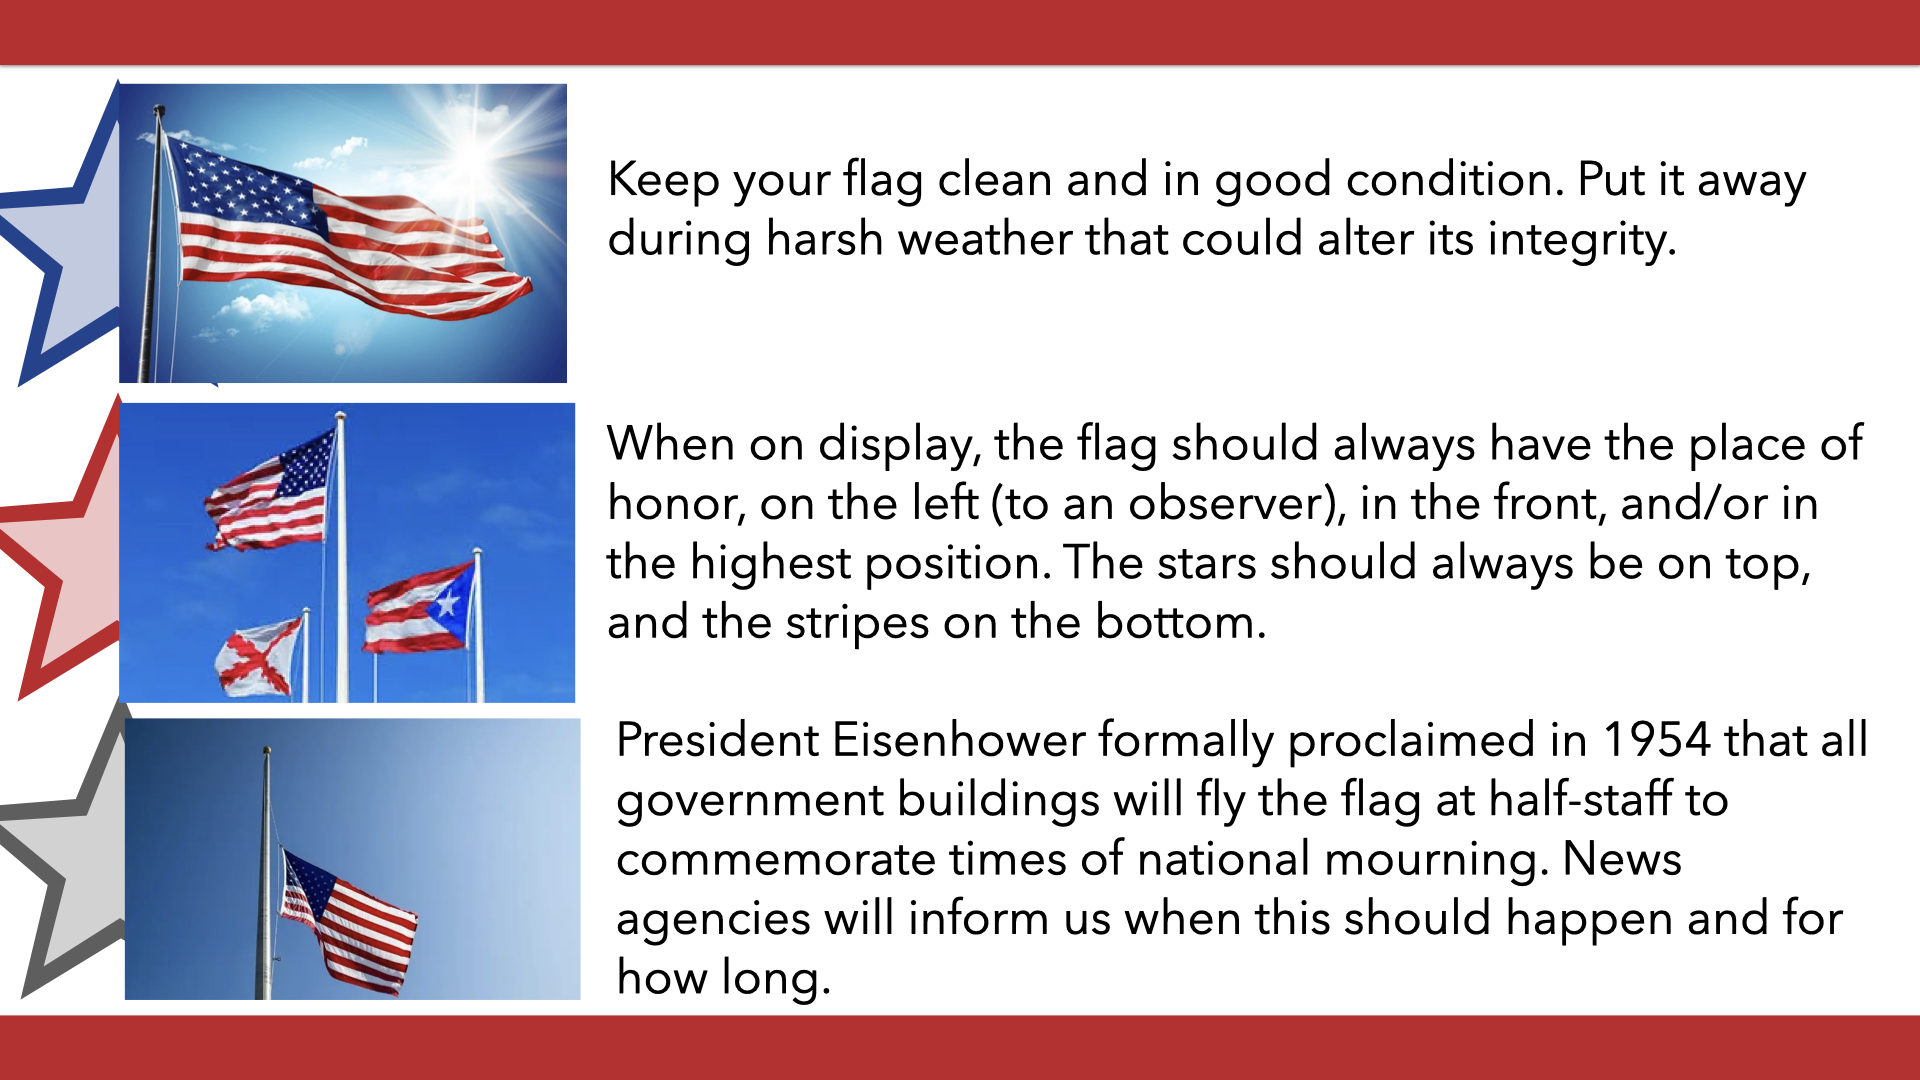 Keep your flag clean and in good condition. Put it away
during harsh weather that could alter its integrity.
When on display, the flag should always have the place of
honor, on the left (to an observer), in the front, and/or in
the highest position. The stars should always be on top,
and the stripes on the bottom.
President Eisenhower formally proclaimed in 1954 that all
government buildings will fly the flag at half-staff to
commemorate times of national mourning. News
agencies will inform us when this should happen and for
how long.